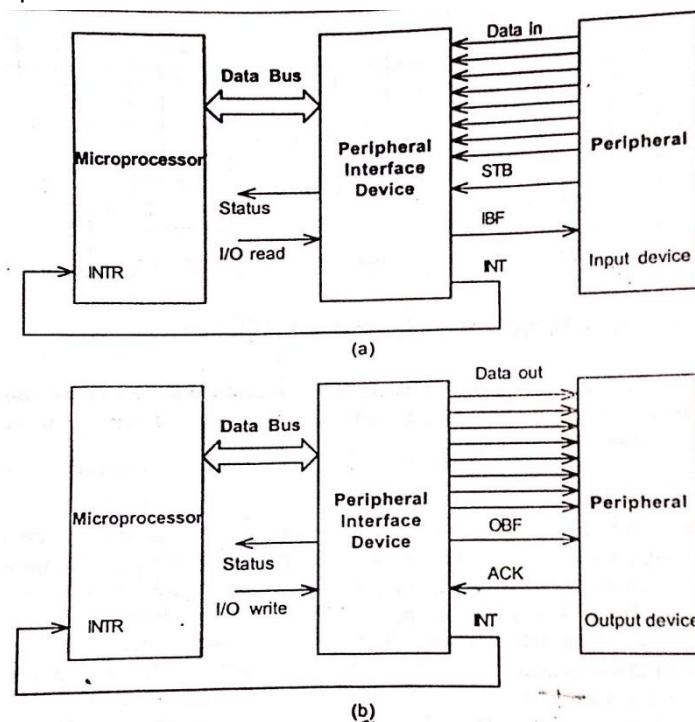 Data in
Data Bus
Microprocessor
Peripheral
Interface
Device
Peripheral
STB
Status
IBF
I/O read
INTR
INT
Input device
(a)
Data out
Data Bus
Microprocessor
Peripheral
Interface
Device
Peripheral
OBF
Status
ACK
I/O write
INTR
INT
Output device
(b)